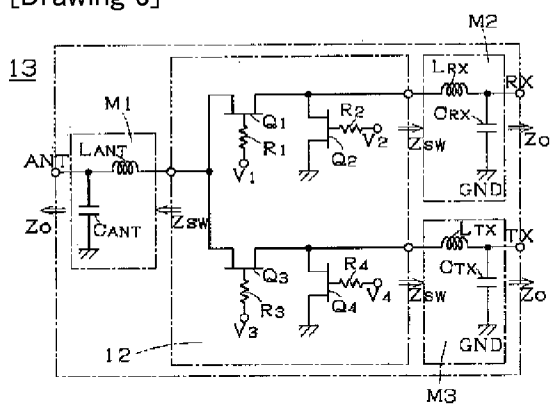 [Drawing 6]
M2
13
LRX
RX
M1
Q1
R2
CRX
LANT
R1
V2
ZSW
Zo
ANT
V1
Q2
GND
CANT
Zo
ZSW
LTX
TX
Q3
R4
CTX
R3
V4
ZSW
Zo
V3
Q4
GND
12
M3